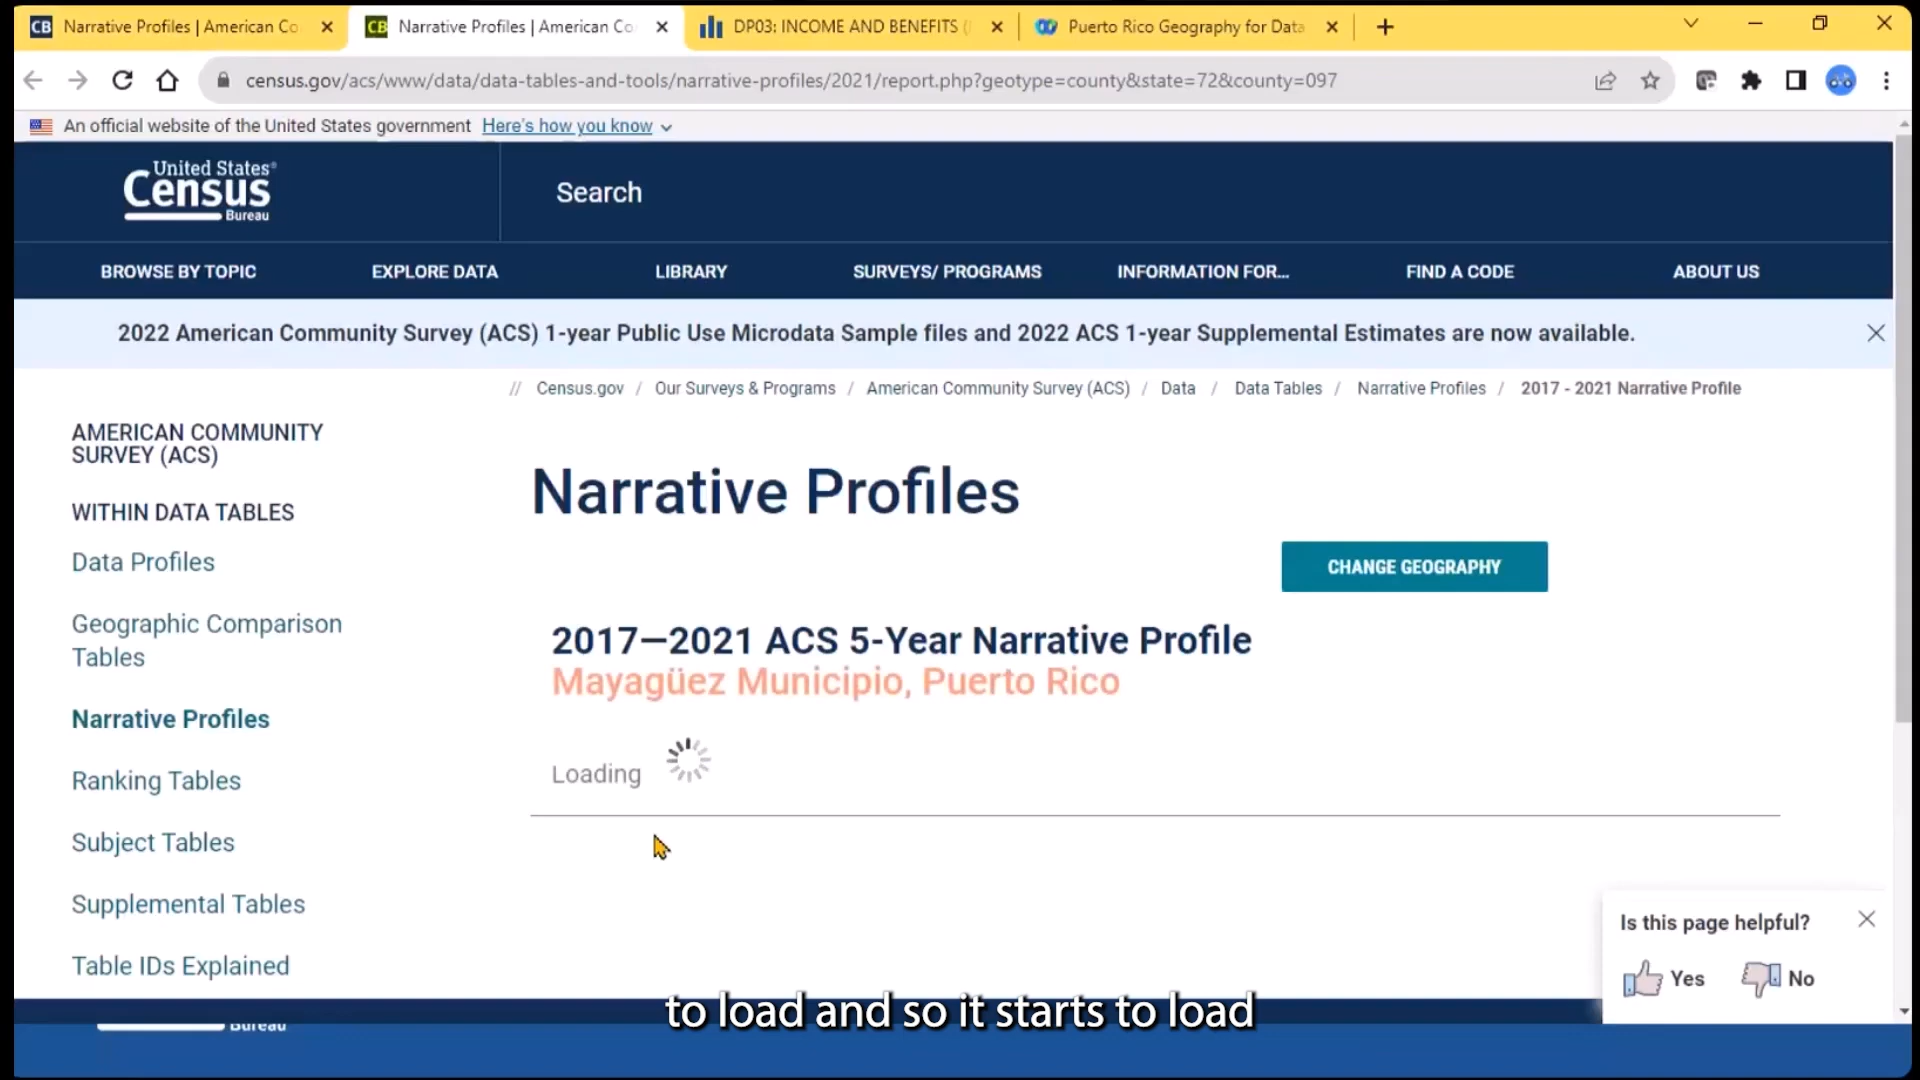 CB Narrative Profiles | American Co
CB Narrative Profiles | American Co
DP03: INCOME AND BENEFITS (
Puerto Rico Geography for Data
census.gov/acs/www/data/data-tables-and-tools/narrative-profiles/2021/report.php?geotype=county&state=72&county=097
An official website of the United States government Here's how you know
United States®
Census
Bureau
Search
BROWSE BY TOPIC EXPLORE DATA LIBRARY SURVEYS/ PROGRAMS INFORMATION FOR... FIND A CODE ABOUT US
2022 American Community Survey (ACS) 1-year Public Use Microdata Sample files and 2022 ACS 1-year Supplemental Estimates are now available.
// Census.gov / Our Surveys & Programs / American Community Survey (ACS) / Data / Data Tables / Narrative Profiles / 2017 - 2021 Narrative Profile
AMERICAN COMMUNITY
SURVEY (ACS)
WITHIN DATA TABLES
Data Profiles
Geographic Comparison
Tables
Narrative Profiles
Ranking Tables
Subject Tables
Supplemental Tables
Table IDs Explained
Narrative Profiles
CHANGE GEOGRAPHY
2017—2021 ACS 5-Year Narrative Profile
Mayagüez Municipio, Puerto Rico
Loading
Is this page helpful?
Yes No
to load and so it starts to load
Bureau